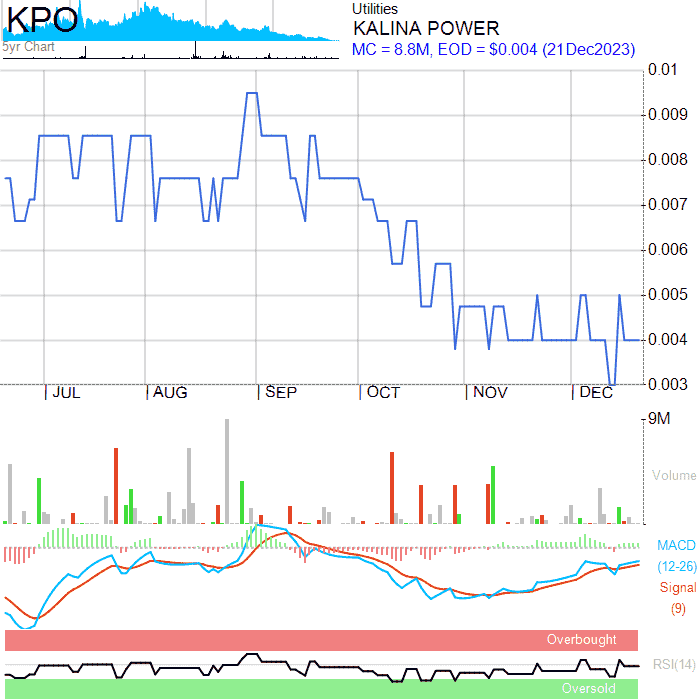 KPO
5yr Chart
Utilities
KALINA POWER
MC = 8.8M, EOD = $0.004 (21Dec2023)
0.01
0.009
0.008
0.007
0.006
0.005
0.004
0.003
JUL AUG SEP OCT NOV DEC
9M
Volume
MACD
(12-26)
Signal
(9)
Overbought
RSI(14)
Oversold